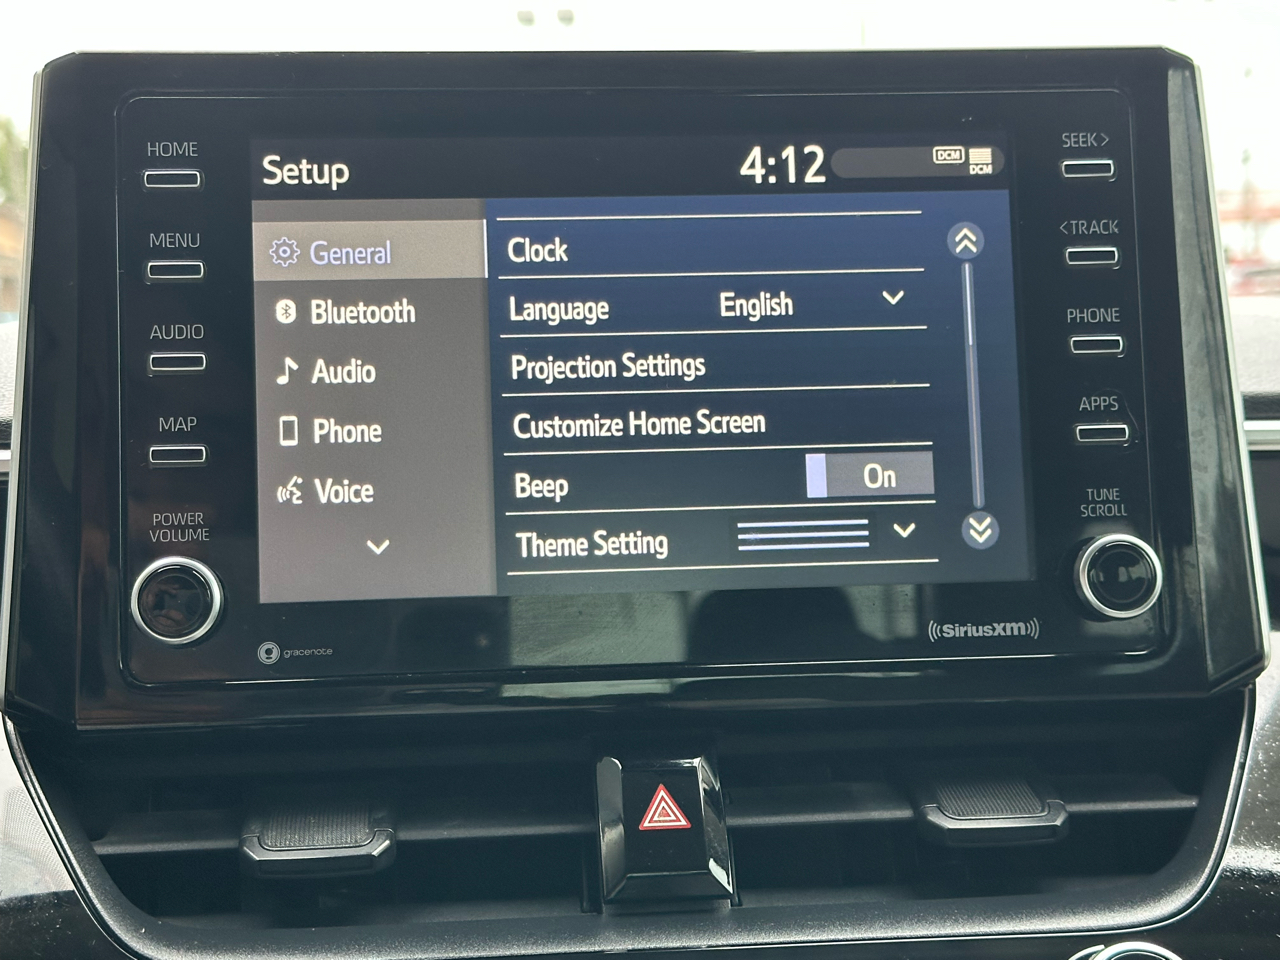 HOME
MENU
AUDIO
MAP
POWER
VOLUME
Setup
4:12
DCM
DCM
General
Bluetooth
Audio
Phone
Voice
Clock
Language English
Projection Settings
Customize Home Screen
Beep On
Theme Setting
SEEK >
< TRACK
PHONE
APPS
TUNE
SCROLL
gracenote
((SiriusXM))